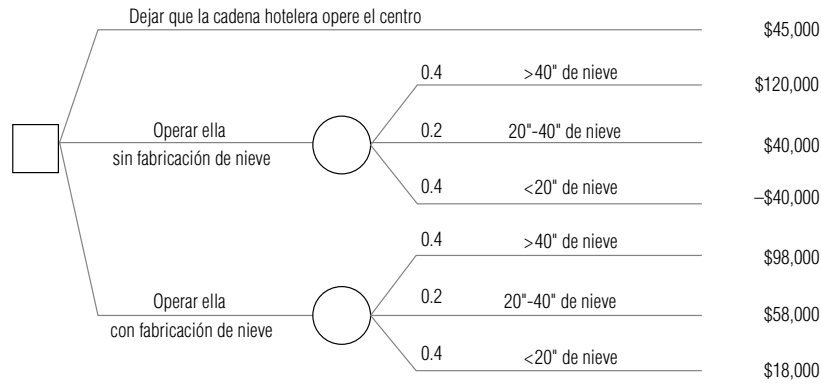 Dejar que la cadena hotelera opere el centro
$45,000
0.4 >40" de nieve
$120,000
Operar ella
sin fabricación de nieve
0.2 20"-40" de nieve
$40,000
0.4 <20" de nieve
–$40,000
0.4 >40" de nieve
$98,000
Operar ella
con fabricación de nieve
0.2 20"-40" de nieve
$58,000
0.4 <20" de nieve
$18,000